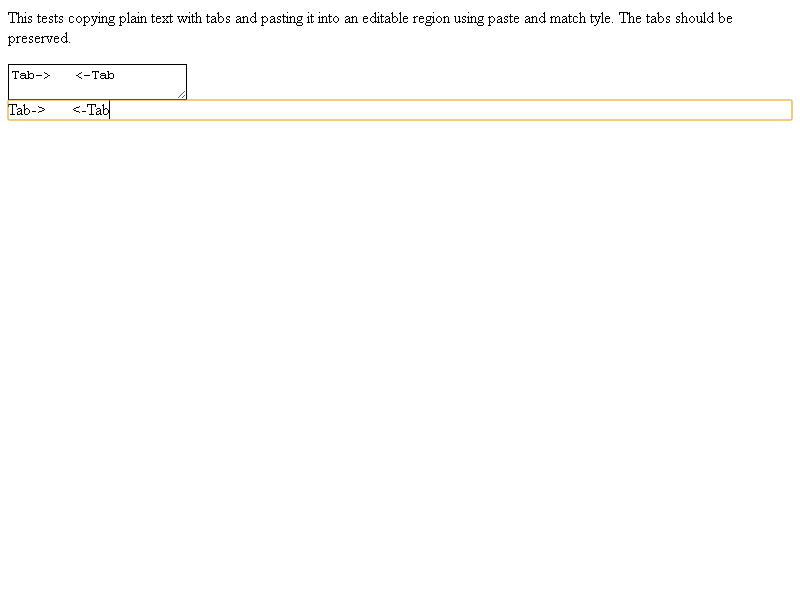 This tests copying plain text with tabs and pasting it into an editable region using paste and match tyle. The tabs should be
preserved.
Tab->	<-Tab
Tab->	<-Tab